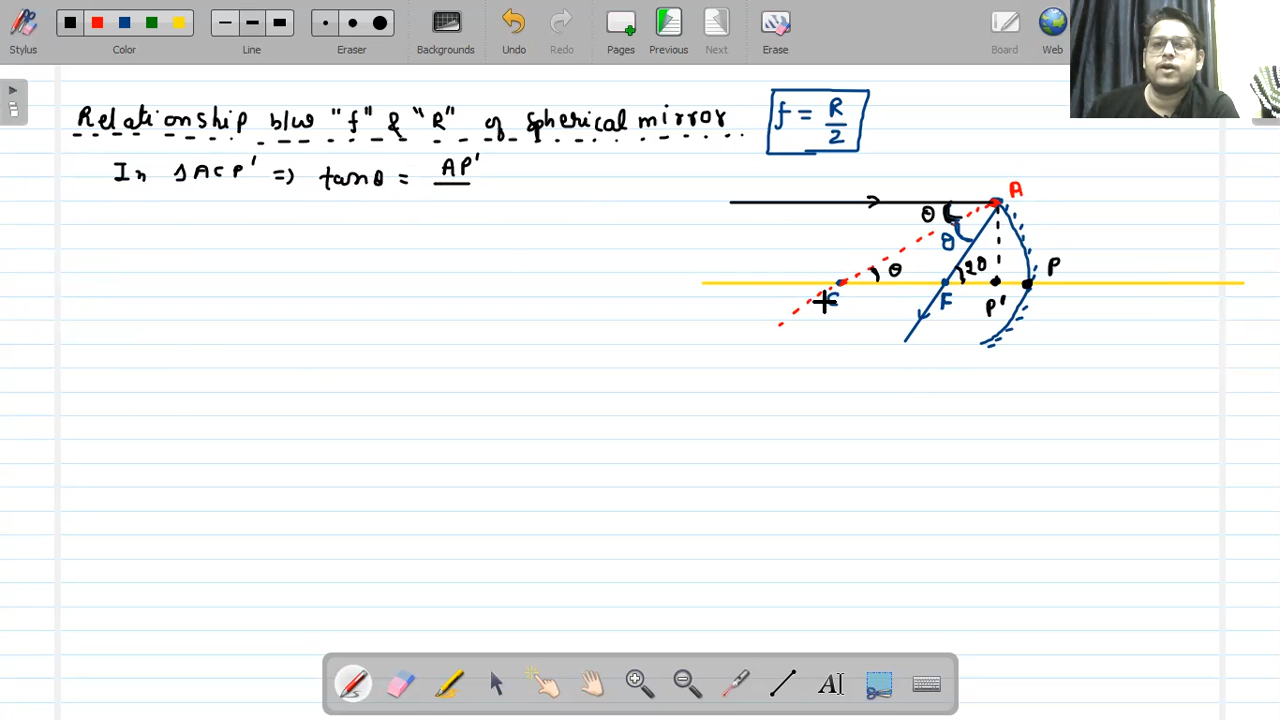 Stylus
Color
Line
Eraser
Backgrounds
Undo
Redo
Pages
Previous
Next
Erase
Board
Web
Relationship b/w "f" & "R" of spherical mirror.
f = R/2
In ΔACP' => tanθ = AP'
A
θ
θ
θ
2θ
P
C
F
P'